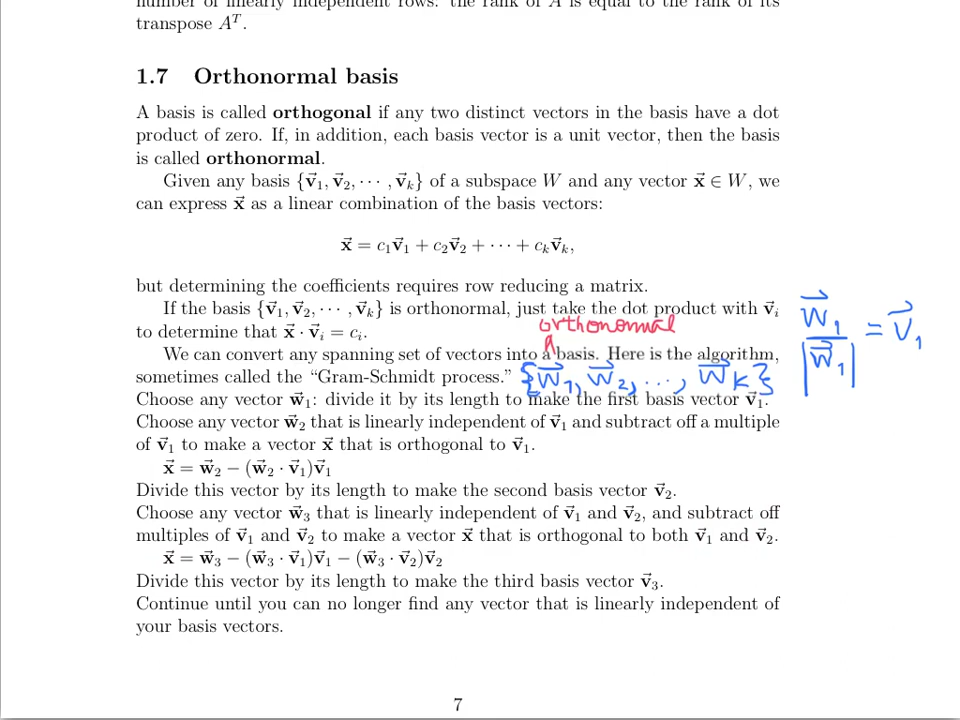 number of linearly independent rows: the rank of A is equal to the rank of its
transpose Aᵀ.
1.7 Orthonormal basis
A basis is called orthogonal if any two distinct vectors in the basis have a dot
product of zero. If, in addition, each basis vector is a unit vector, then the basis
is called orthonormal.
Given any basis {v⃗₁, v⃗₂, ⋯ , v⃗ₖ} of a subspace W and any vector x⃗ ∈ W, we
can express x⃗ as a linear combination of the basis vectors:
x⃗ = c₁v⃗₁ + c₂v⃗₂ + ⋯ + cₖv⃗ₖ,
but determining the coefficients requires row reducing a matrix.
If the basis {v⃗₁, v⃗₂, ⋯ , v⃗ₖ} is orthonormal, just take the dot product with v⃗ᵢ
to determine that x⃗ · v⃗ᵢ = cᵢ.
orthonormal
w⃗₁ / |w⃗₁| = v⃗₁
We can convert any spanning set of vectors into a basis. Here is the algorithm,
sometimes called the “Gram-Schmidt process.”
{w⃗₁, w⃗₂, ..., w⃗ₖ}
Choose any vector w⃗₁: divide it by its length to make the first basis vector v⃗₁.
Choose any vector w⃗₂ that is linearly independent of v⃗₁ and subtract off a multiple
of v⃗₁ to make a vector x⃗ that is orthogonal to v⃗₁.
x⃗ = w⃗₂ − (w⃗₂ · v⃗₁)v⃗₁
Divide this vector by its length to make the second basis vector v⃗₂.
Choose any vector w⃗₃ that is linearly independent of v⃗₁ and v⃗₂, and subtract off
multiples of v⃗₁ and v⃗₂ to make a vector x⃗ that is orthogonal to both v⃗₁ and v⃗₂.
x⃗ = w⃗₃ − (w⃗₃ · v⃗₁)v⃗₁ − (w⃗₃ · v⃗₂)v⃗₂
Divide this vector by its length to make the third basis vector v⃗₃.
Continue until you can no longer find any vector that is linearly independent of
your basis vectors.
7